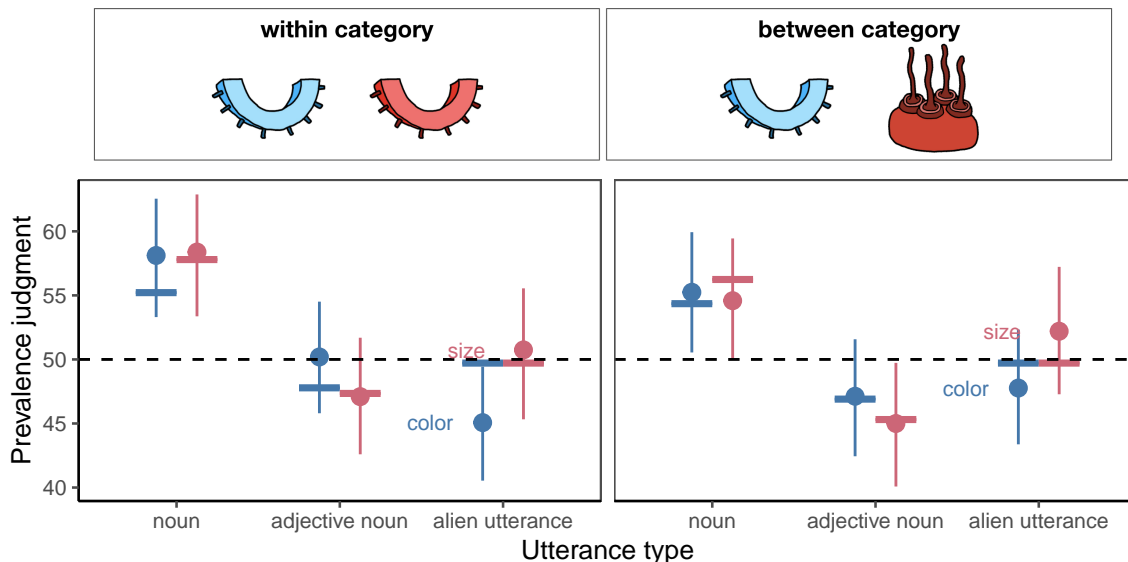 within category
between category
Prevalence judgment
60
55
50
45
40
size
color
size
color
noun
adjective noun
alien utterance
noun
adjective noun
alien utterance
Utterance type